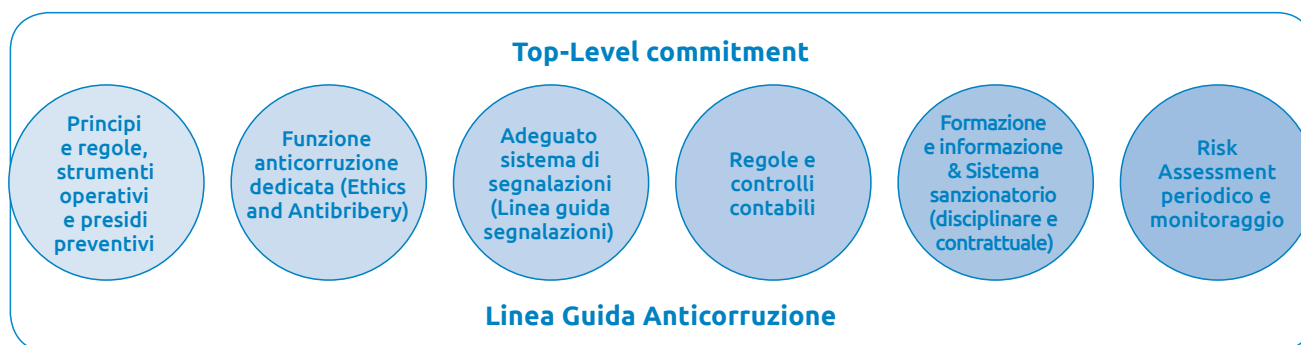 Top-Level commitment
Principi
e regole,
strumenti
operativi
e presidi
preventivi
Funzione
anticorruzione
dedicata (Ethics
and Antibribery)
Adeguato
sistema di
segnalazioni
(Linea guida
segnalazioni)
Regole e
controlli
contabili
Formazione
e informazione
& Sistema
sanzionatorio
(disciplinare e
contrattuale)
Risk
Assessment
periodico e
monitoraggio
Linea Guida Anticorruzione